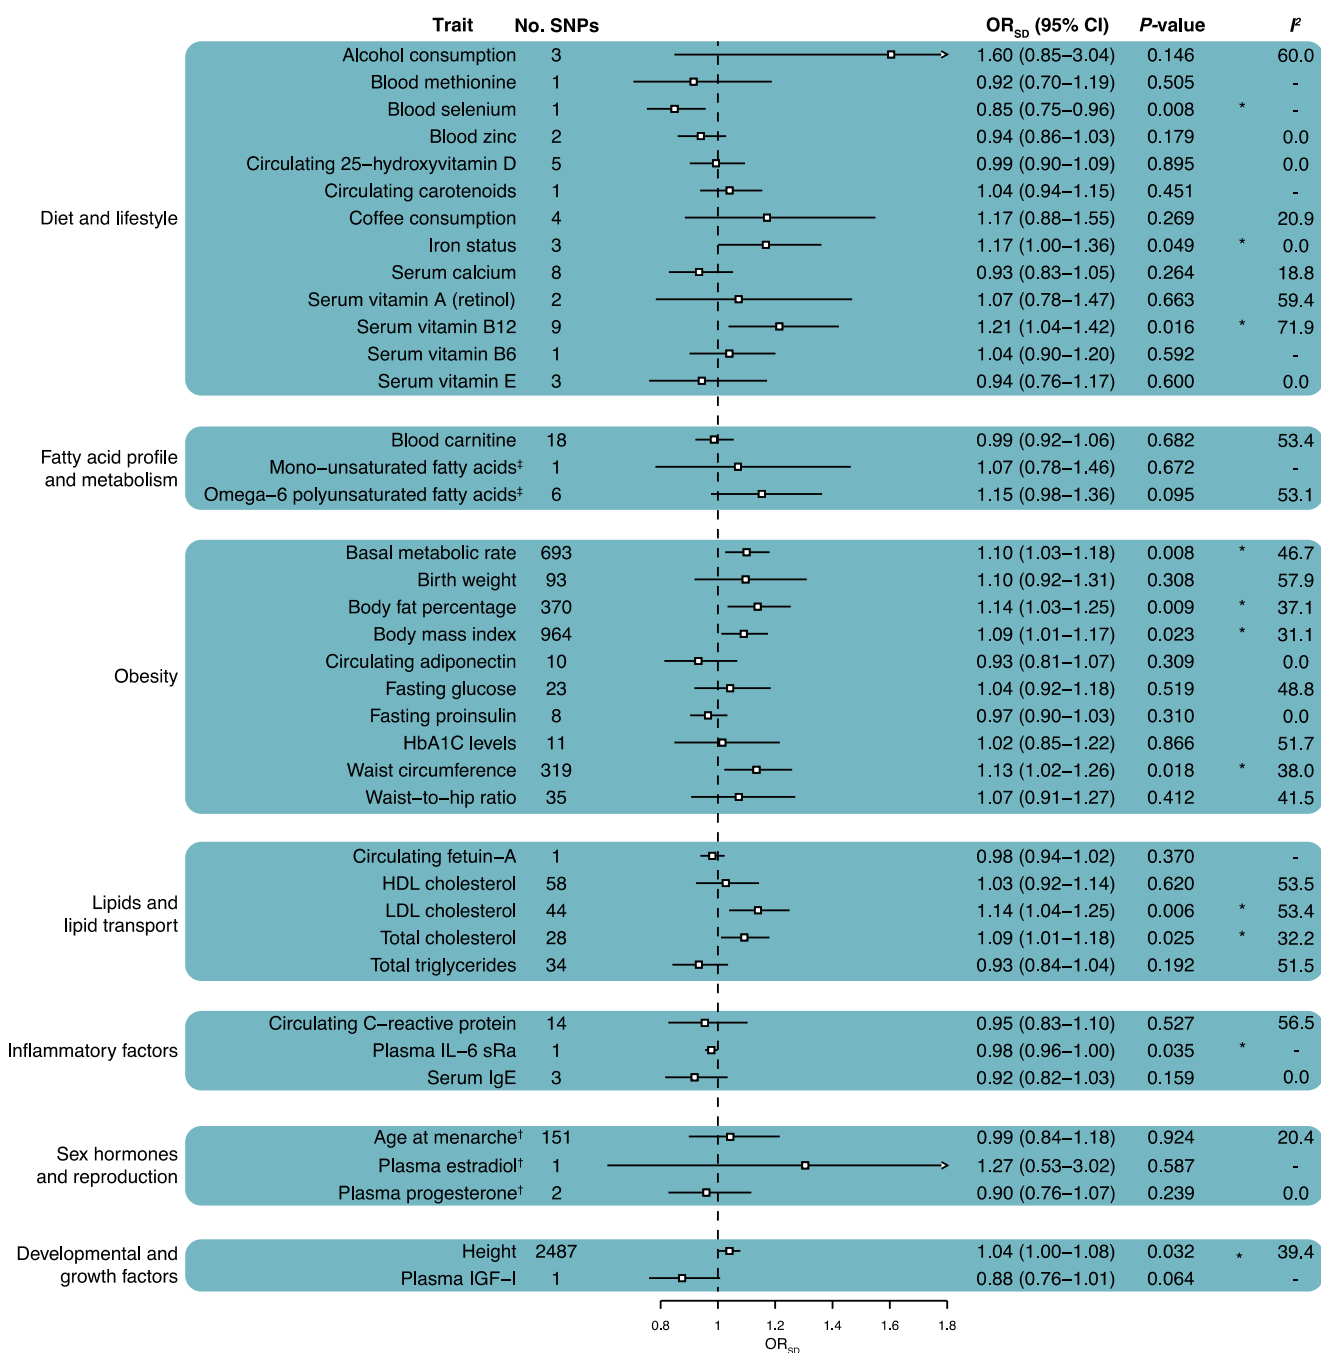 Trait No. SNPs OR_SD (95% CI) P-value I²
Diet and lifestyle
Alcohol consumption 3 1.60 (0.85–3.04) 0.146 60.0
Blood methionine 1 0.92 (0.70–1.19) 0.505 -
Blood selenium 1 0.85 (0.75–0.96) 0.008 * -
Blood zinc 2 0.94 (0.86–1.03) 0.179 0.0
Circulating 25-hydroxyvitamin D 5 0.99 (0.90–1.09) 0.895 0.0
Circulating carotenoids 1 1.04 (0.94–1.15) 0.451 -
Coffee consumption 4 1.17 (0.88–1.55) 0.269 20.9
Iron status 3 1.17 (1.00–1.36) 0.049 * 0.0
Serum calcium 8 0.93 (0.83–1.05) 0.264 18.8
Serum vitamin A (retinol) 2 1.07 (0.78–1.47) 0.663 59.4
Serum vitamin B12 9 1.21 (1.04–1.42) 0.016 * 71.9
Serum vitamin B6 1 1.04 (0.90–1.20) 0.592 -
Serum vitamin E 3 0.94 (0.76–1.17) 0.600 0.0
Fatty acid profile
and metabolism
Blood carnitine 18 0.99 (0.92–1.06) 0.682 53.4
Mono-unsaturated fatty acids‡ 1 1.07 (0.78–1.46) 0.672 -
Omega-6 polyunsaturated fatty acids‡ 6 1.15 (0.98–1.36) 0.095 53.1
Obesity
Basal metabolic rate 693 1.10 (1.03–1.18) 0.008 * 46.7
Birth weight 93 1.10 (0.92–1.31) 0.308 57.9
Body fat percentage 370 1.14 (1.03–1.25) 0.009 * 37.1
Body mass index 964 1.09 (1.01–1.17) 0.023 * 31.1
Circulating adiponectin 10 0.93 (0.81–1.07) 0.309 0.0
Fasting glucose 23 1.04 (0.92–1.18) 0.519 48.8
Fasting proinsulin 8 0.97 (0.90–1.03) 0.310 0.0
HbA1C levels 11 1.02 (0.85–1.22) 0.866 51.7
Waist circumference 319 1.13 (1.02–1.26) 0.018 * 38.0
Waist-to-hip ratio 35 1.07 (0.91–1.27) 0.412 41.5
Lipids and
lipid transport
Circulating fetuin-A 1 0.98 (0.94–1.02) 0.370 -
HDL cholesterol 58 1.03 (0.92–1.14) 0.620 53.5
LDL cholesterol 44 1.14 (1.04–1.25) 0.006 * 53.4
Total cholesterol 28 1.09 (1.01–1.18) 0.025 * 32.2
Total triglycerides 34 0.93 (0.84–1.04) 0.192 51.5
Inflammatory factors
Circulating C-reactive protein 14 0.95 (0.83–1.10) 0.527 56.5
Plasma IL-6 sRa 1 0.98 (0.96–1.00) 0.035 * -
Serum IgE 3 0.92 (0.82–1.03) 0.159 0.0
Sex hormones
and reproduction
Age at menarche† 151 0.99 (0.84–1.18) 0.924 20.4
Plasma estradiol† 1 1.27 (0.53–3.02) 0.587 -
Plasma progesterone† 2 0.90 (0.76–1.07) 0.239 0.0
Developmental and
growth factors
Height 2487 1.04 (1.00–1.08) 0.032 * 39.4
Plasma IGF-I 1 0.88 (0.76–1.01) 0.064 -
0.8 1 1.2 1.4 1.6 1.8
OR_SD